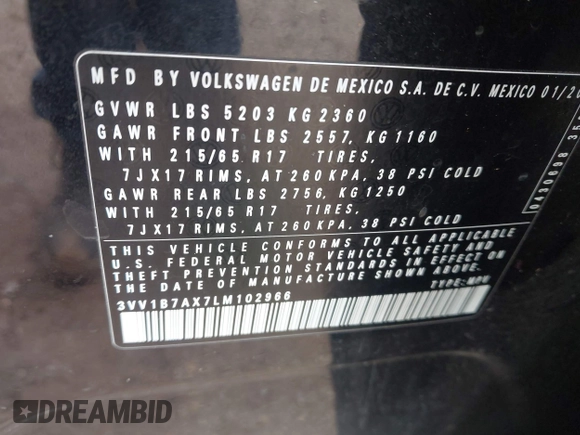 MFD BY VOLKSWAGEN DE MEXICO S.A. DE C.V. MEXICO 01/20
GVWR LBS 5203 KG 2360
GAWR FRONT LBS 2557, KG 1160
WITH 215/65 R17 TIRES,
7JX17 RIMS, AT 260 KPA, 38 PSI COLD
GAWR REAR LBS 2756, KG 1250
WITH 215/65 R17 TIRES,
7JX17 RIMS, AT 260 KPA, 38 PSI COLD
THIS VEHICLE CONFORMS TO ALL APPLICABLE
U.S. FEDERAL MOTOR VEHICLE SAFETY AND
THEFT PREVENTION STANDARDS IN EFFECT ON
THE DATE OF MANUFACTURE SHOWN ABOVE.
TYPE:
3VV1B7AX7LM102966
DREAMBID